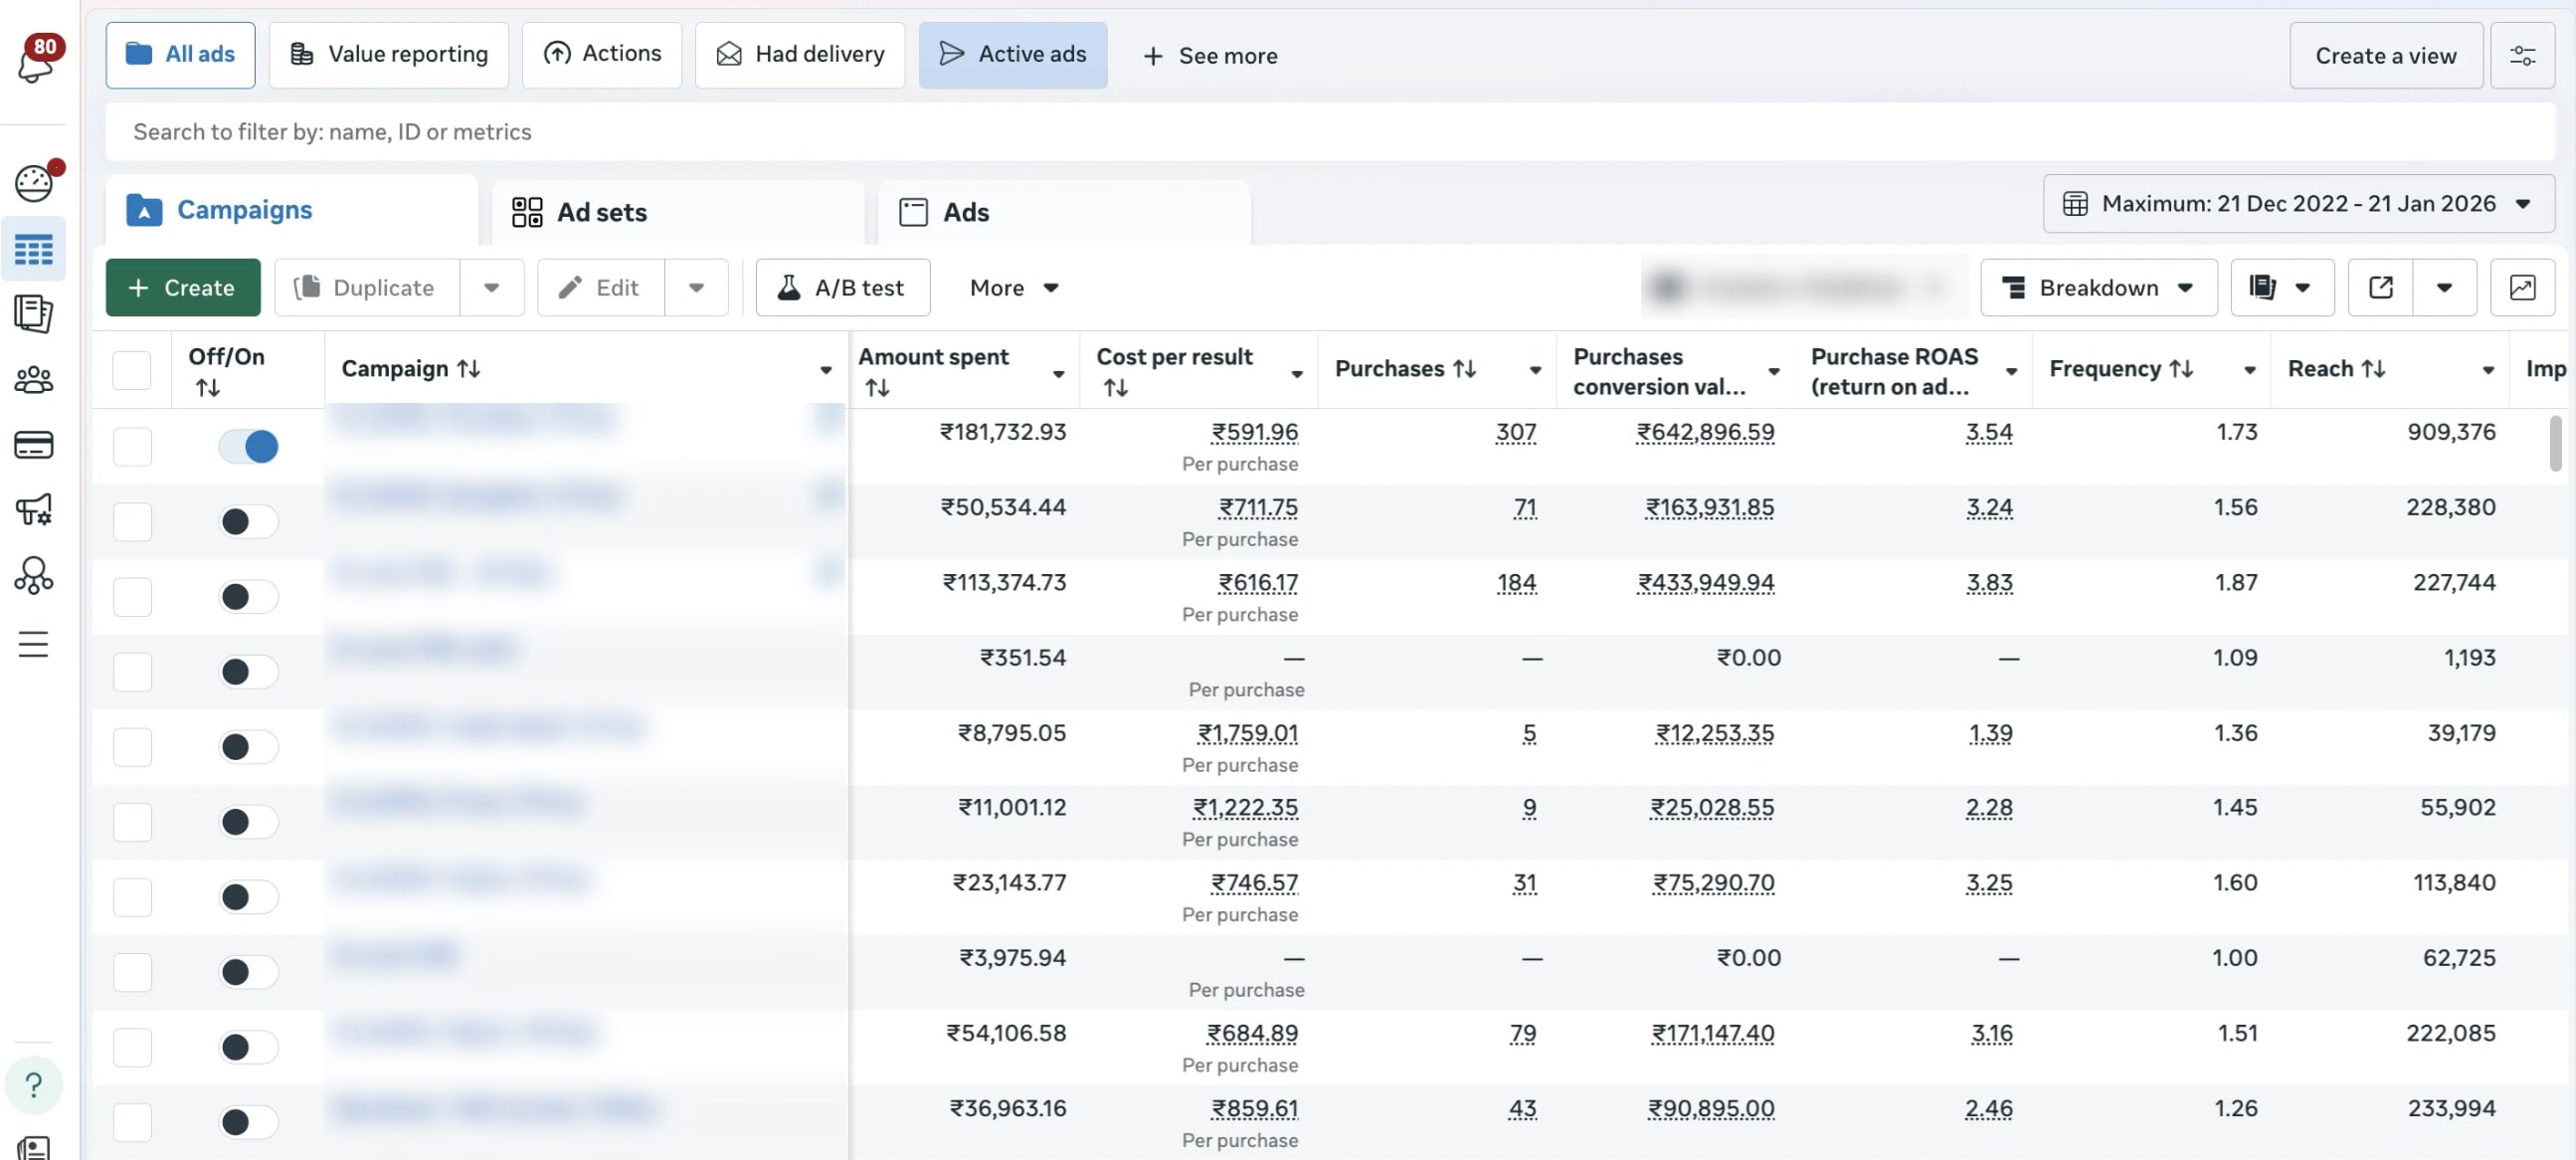 80
All ads
Value reporting
Actions
Had delivery
Active ads
+ See more
Create a view
Search to filter by: name, ID or metrics
Campaigns
Ad sets
Ads
Maximum: 21 Dec 2022 – 21 Jan 2026
+ Create
Duplicate
Edit
A/B test
More
Breakdown
Off/On
Campaign
Amount spent
Cost per result
Purchases
Purchases conversion val...
Purchase ROAS (return on ad...
Frequency
Reach
Imp
₹181,732.93 ₹591.96 307 ₹642,896.59 3.54 1.73 909,376
Per purchase
₹50,534.44 ₹711.75 71 ₹163,931.85 3.24 1.56 228,380
Per purchase
₹113,374.73 ₹616.17 184 ₹433,949.94 3.83 1.87 227,744
Per purchase
₹351.54 — — ₹0.00 — 1.09 1,193
Per purchase
₹8,795.05 ₹1,759.01 5 ₹12,253.35 1.39 1.36 39,179
Per purchase
₹11,001.12 ₹1,222.35 9 ₹25,028.55 2.28 1.45 55,902
Per purchase
₹23,143.77 ₹746.57 31 ₹75,290.70 3.25 1.60 113,840
Per purchase
₹3,975.94 — — ₹0.00 — 1.00 62,725
Per purchase
₹54,106.58 ₹684.89 79 ₹171,147.40 3.16 1.51 222,085
Per purchase
₹36,963.16 ₹859.61 43 ₹90,895.00 2.46 1.26 233,994
Per purchase
?